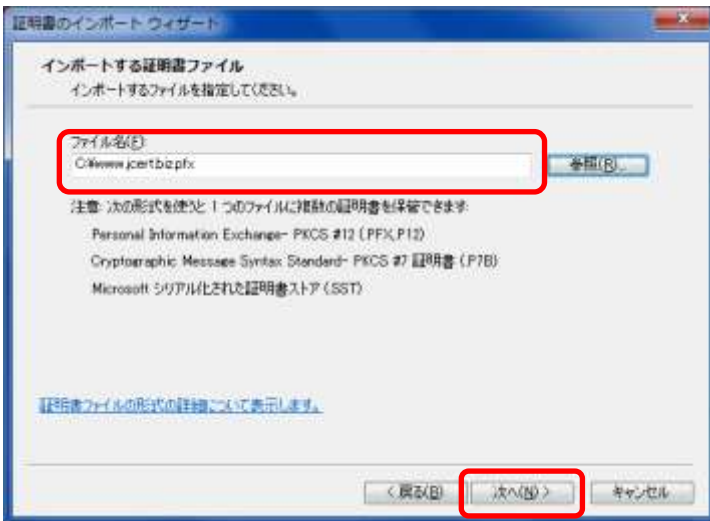 証明書のインポート ウィザード
インポートする証明書ファイル
インポートするファイルを指定してください。
ファイル名(F):
C:¥www.jcert.biz.pfx
参照(R)...
注意: 次の形式を使うと 1 つのファイルに複数の証明書を保管できます:
Personal Information Exchange- PKCS #12 (.PFX,.P12)
Cryptographic Message Syntax Standard- PKCS #7 証明書 (.P7B)
Microsoft シリアル化された証明書ストア (.SST)
証明書ファイルの形式の詳細について表示します。
< 戻る(B)
次へ(N) >
キャンセル